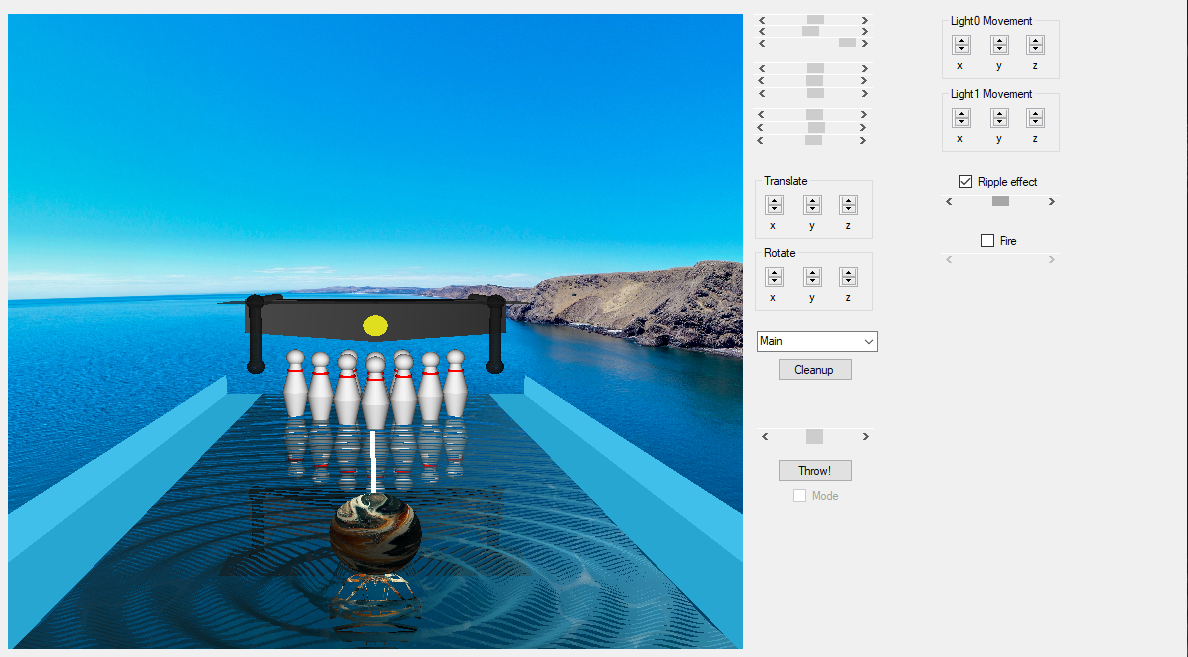 Translate
x y z
Rotate
x y z
Main
Cleanup
Throw!
Mode
Light0 Movement
x y z
Light1 Movement
x y z
Ripple effect
Fire